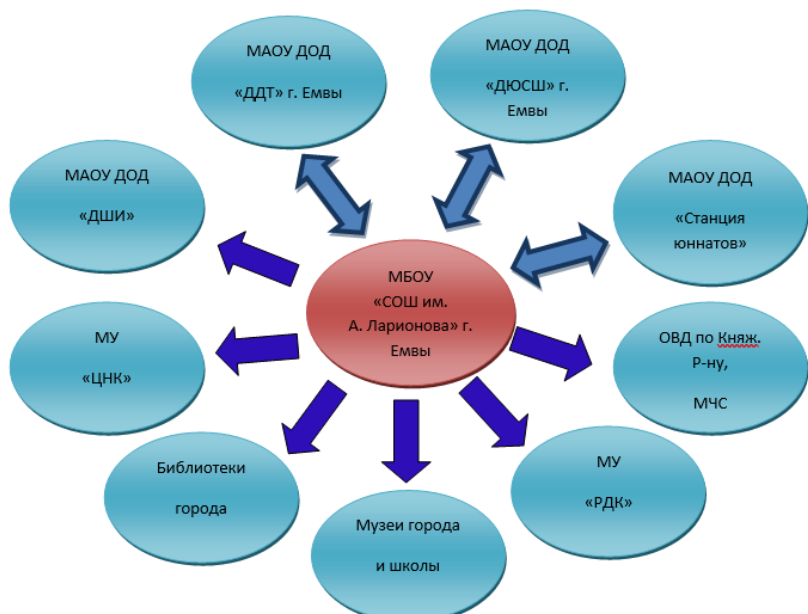 МАОУ ДОД
«ДДТ» г. Емвы
МАОУ ДОД
«ДЮСШ» г.
Емвы
МАОУ ДОД
«ДШИ»
МАОУ ДОД
«Станция
юннатов»
МБОУ
«СОШ им.
А. Ларионова» г.
Емвы
МУ
«ЦНК»
ОВД по Княж.
Р-ну,
МЧС
Библиотеки
города
МУ
«РДК»
Музеи города
и школы